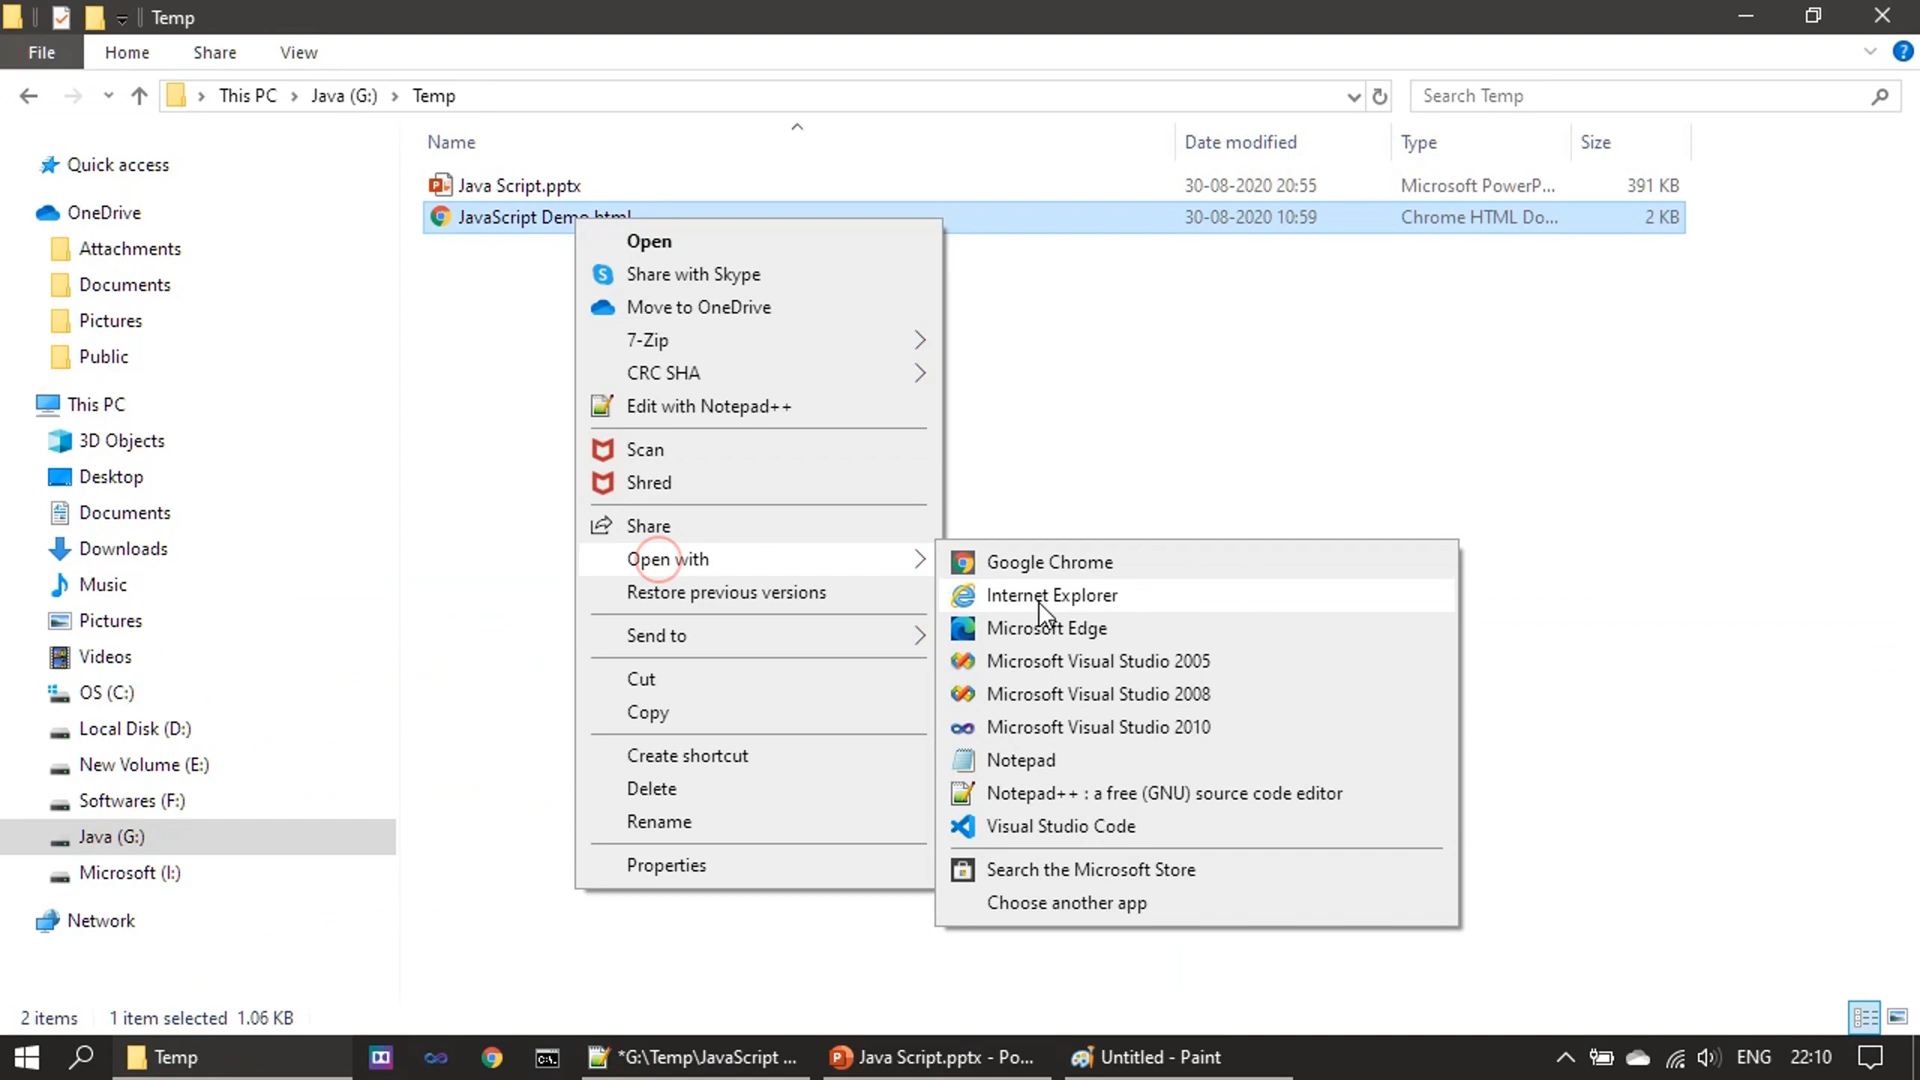 Temp
File
Home
Share
View
This PC
Java (G:)
Temp
Search Temp
Name
Date modified
Type
Size
Java Script.pptx
30-08-2020 20:55
Microsoft PowerP...
391 KB
JavaScript Demo.html
30-08-2020 10:59
Chrome HTML Do...
2 KB
Quick access
OneDrive
Attachments
Documents
Pictures
Public
This PC
3D Objects
Desktop
Documents
Downloads
Music
Pictures
Videos
OS (C:)
Local Disk (D:)
New Volume (E:)
Softwares (F:)
Java (G:)
Microsoft (I:)
Network
Open
Share with Skype
Move to OneDrive
7-Zip
CRC SHA
Edit with Notepad++
Scan
Shred
Share
Open with
Restore previous versions
Send to
Cut
Copy
Create shortcut
Delete
Rename
Properties
Google Chrome
Internet Explorer
Microsoft Edge
Microsoft Visual Studio 2005
Microsoft Visual Studio 2008
Microsoft Visual Studio 2010
Notepad
Notepad++ : a free (GNU) source code editor
Visual Studio Code
Search the Microsoft Store
Choose another app
2 items
1 item selected 1.06 KB
Temp
*G:\Temp\JavaScript ...
Java Script.pptx - Po...
Untitled - Paint
ENG
22:10